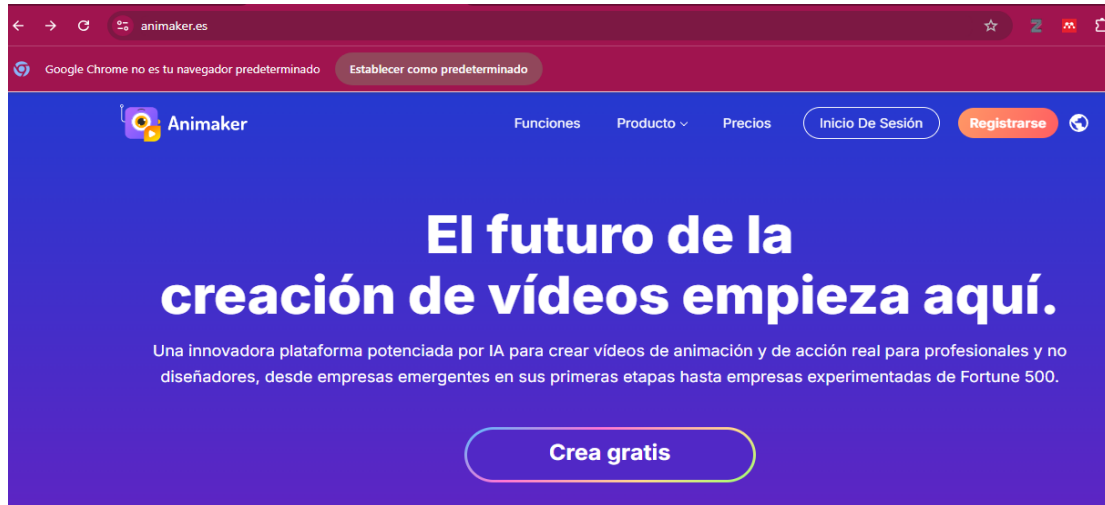 animaker.es
Google Chrome no es tu navegador predeterminado Establecer como predeterminado
Animaker Funciones Producto Precios Inicio De Sesión Registrarse
El futuro de la
creación de vídeos empieza aquí.
Una innovadora plataforma potenciada por IA para crear vídeos de animación y de acción real para profesionales y no
diseñadores, desde empresas emergentes en sus primeras etapas hasta empresas experimentadas de Fortune 500.
Crea gratis